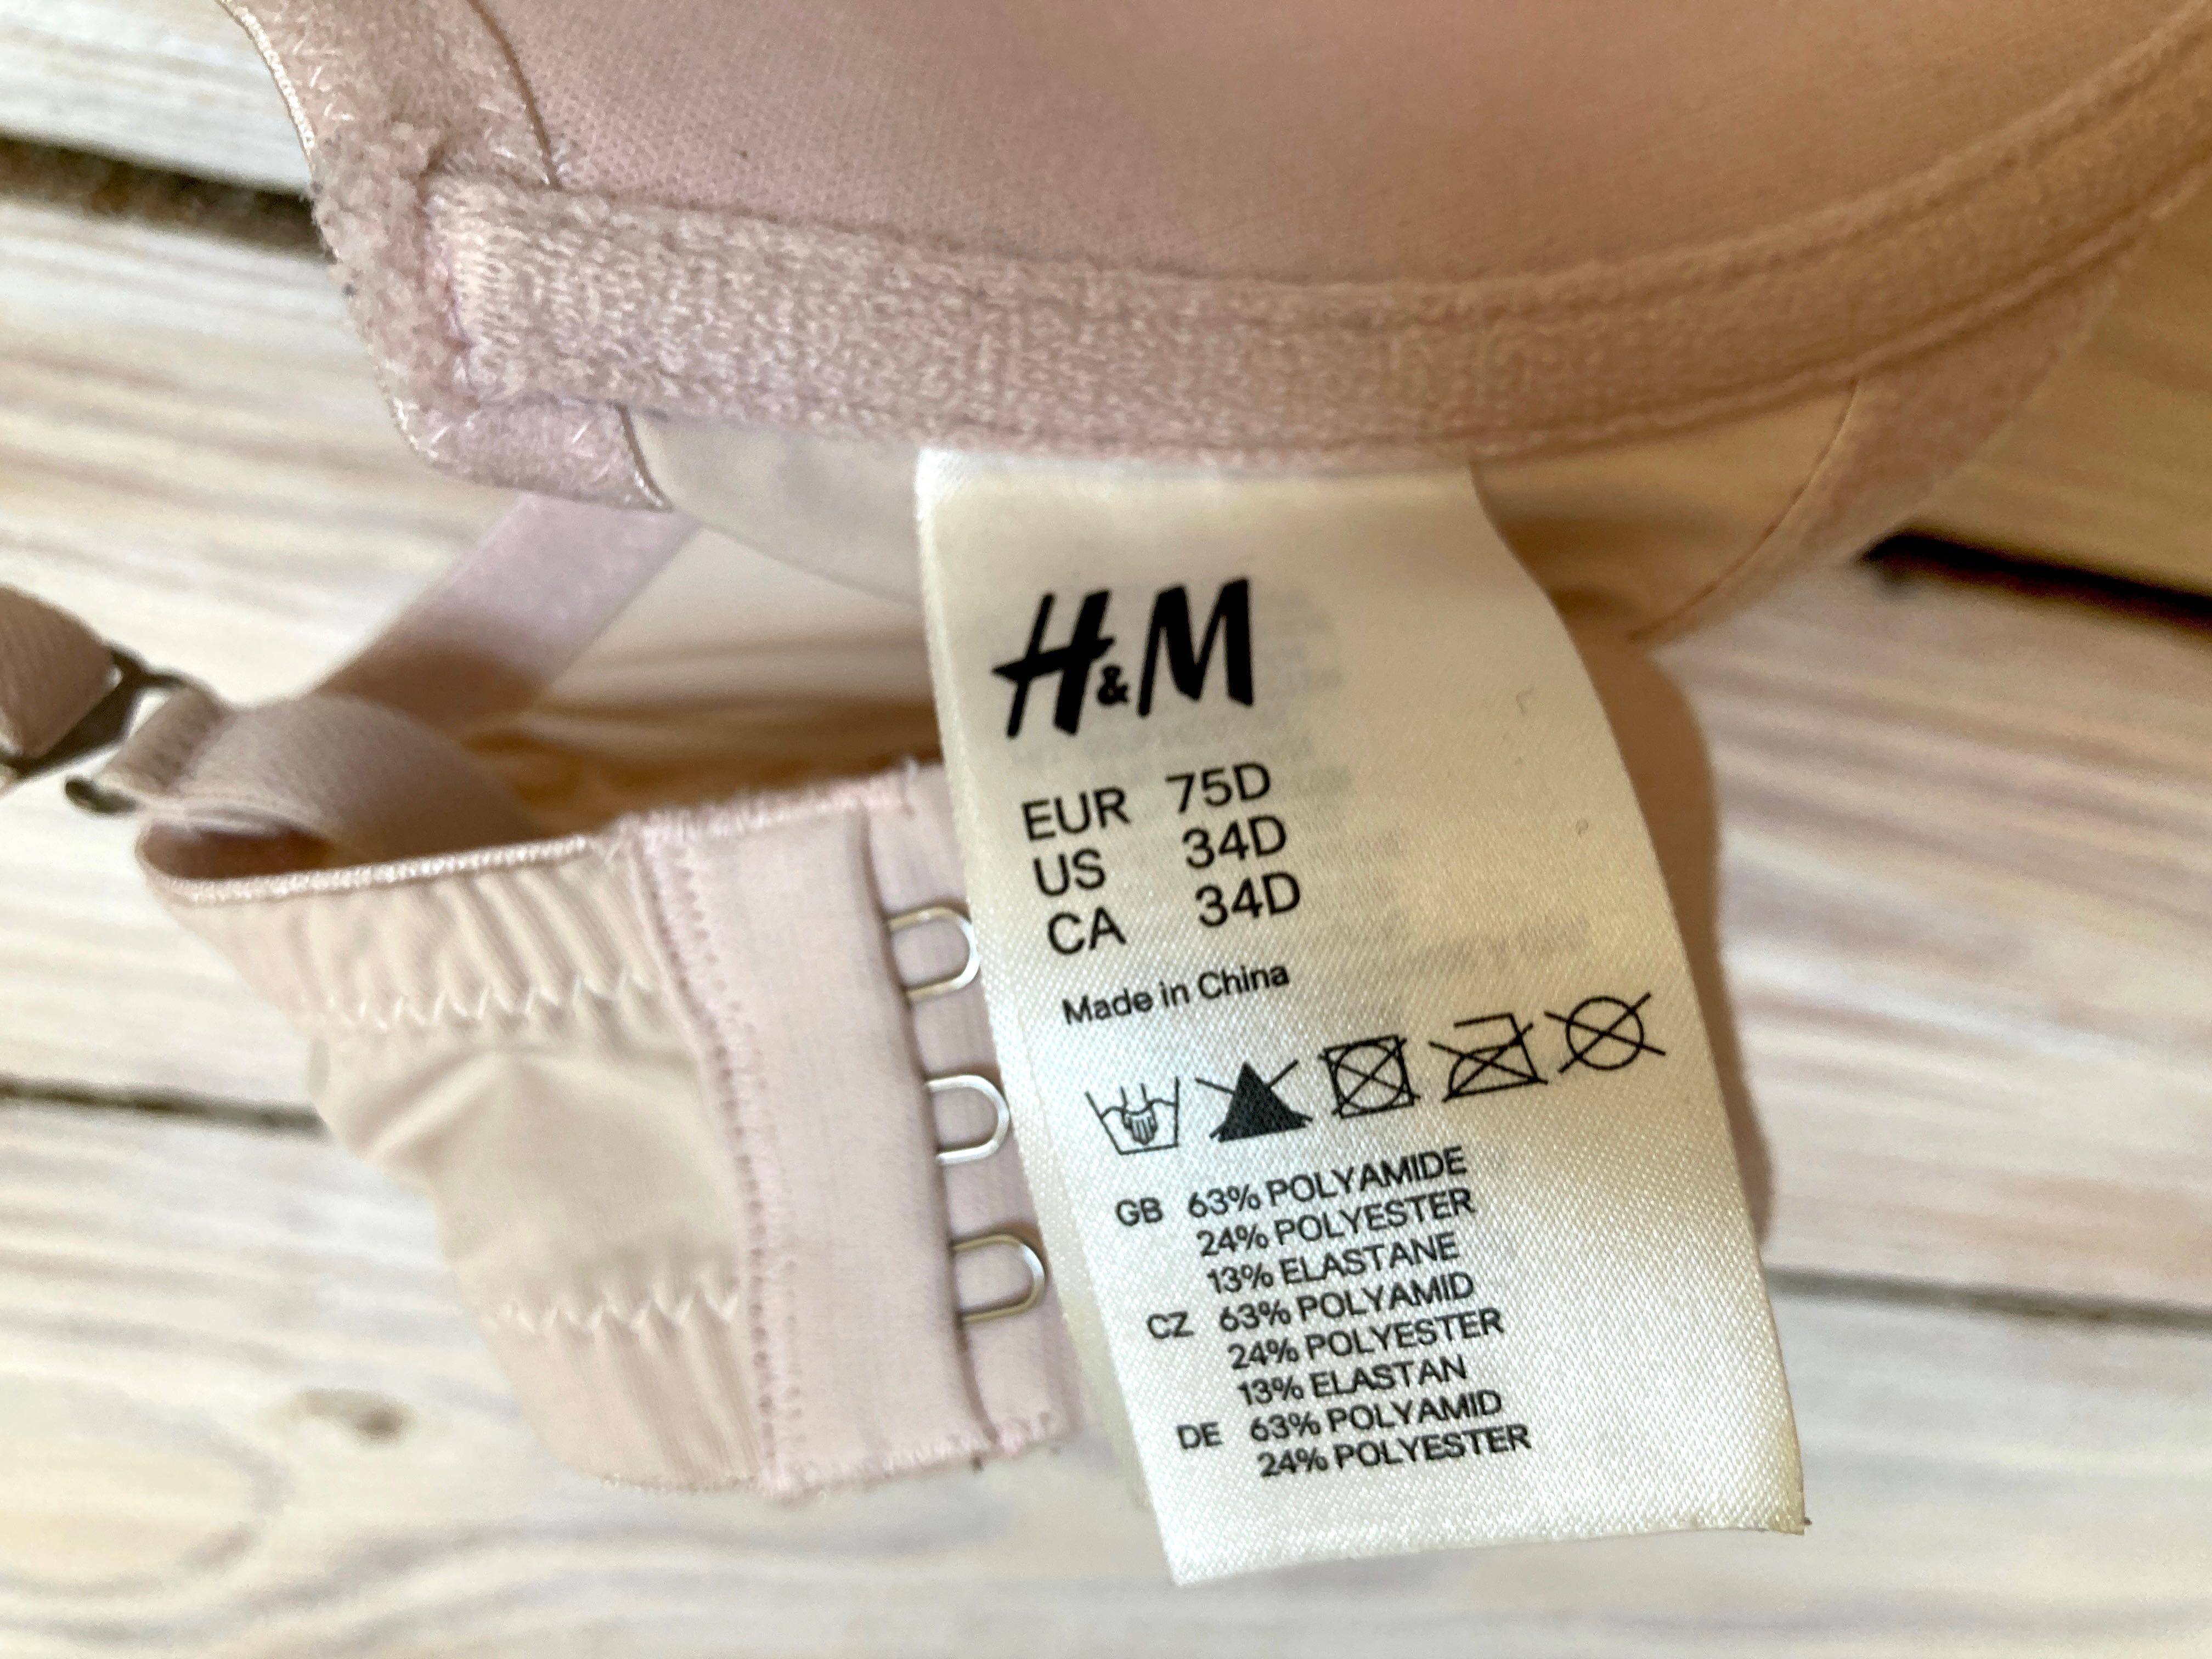 H&M
EUR 75D
US 34D
CA 34D
Made in China
GB 63% POLYAMIDE
24% POLYESTER
13% ELASTANE
CZ 63% POLYAMID
24% POLYESTER
13% ELASTAN
DE 63% POLYAMID
24% POLYESTER